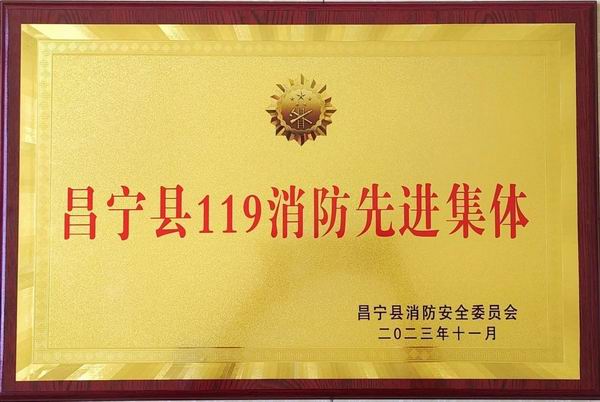 昌宁县119消防先进集体
昌宁县消防安全委员会
二〇二三年十一月